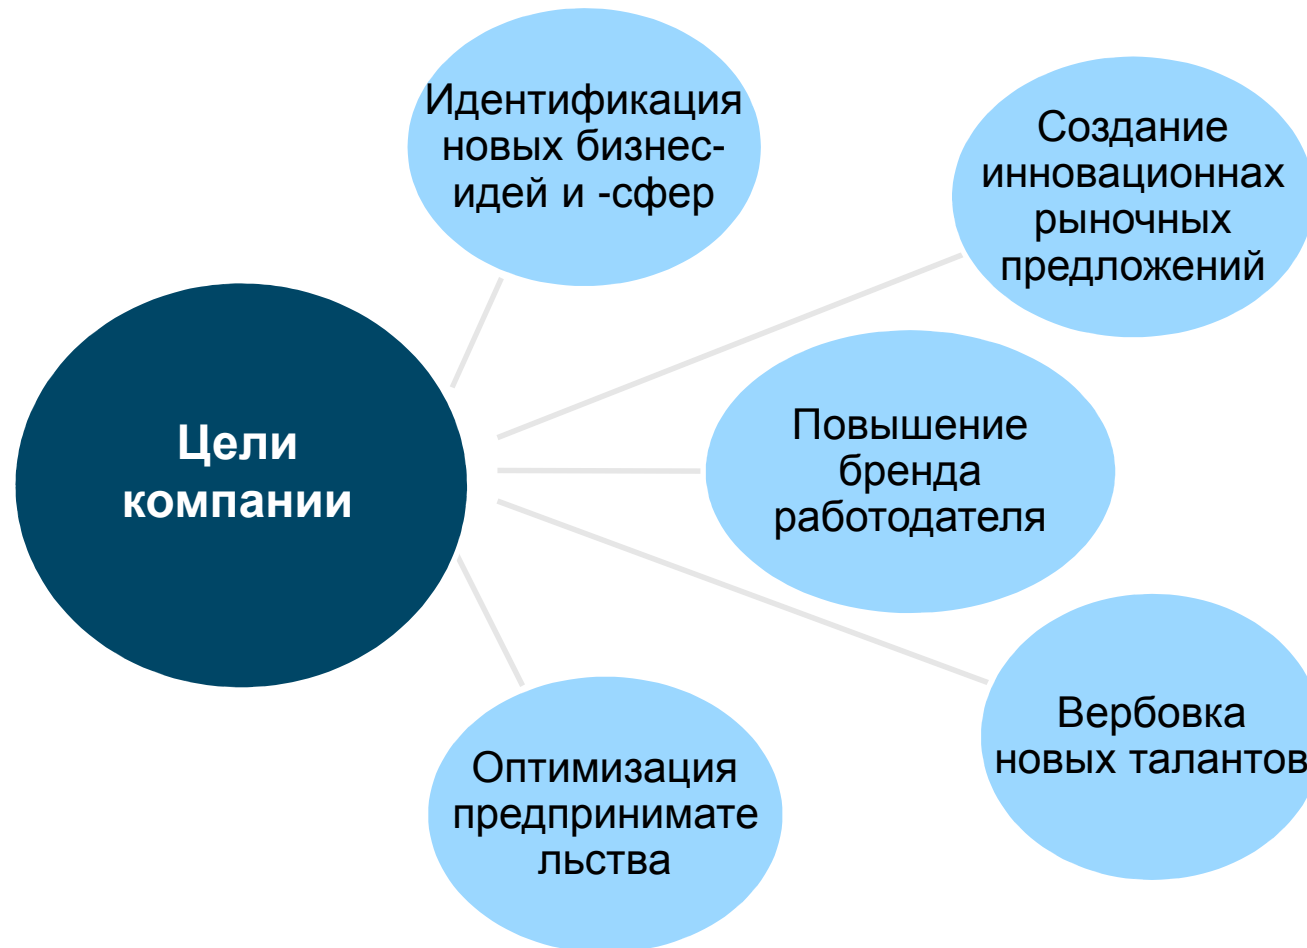 Идентификация
новых бизнес-
идей и -сфер
Создание
инновационнах
рыночных
предложений
Цели
компании
Повышение
бренда
работодателя
Вербовка
новых талантов
Оптимизация
предпринимате
льства